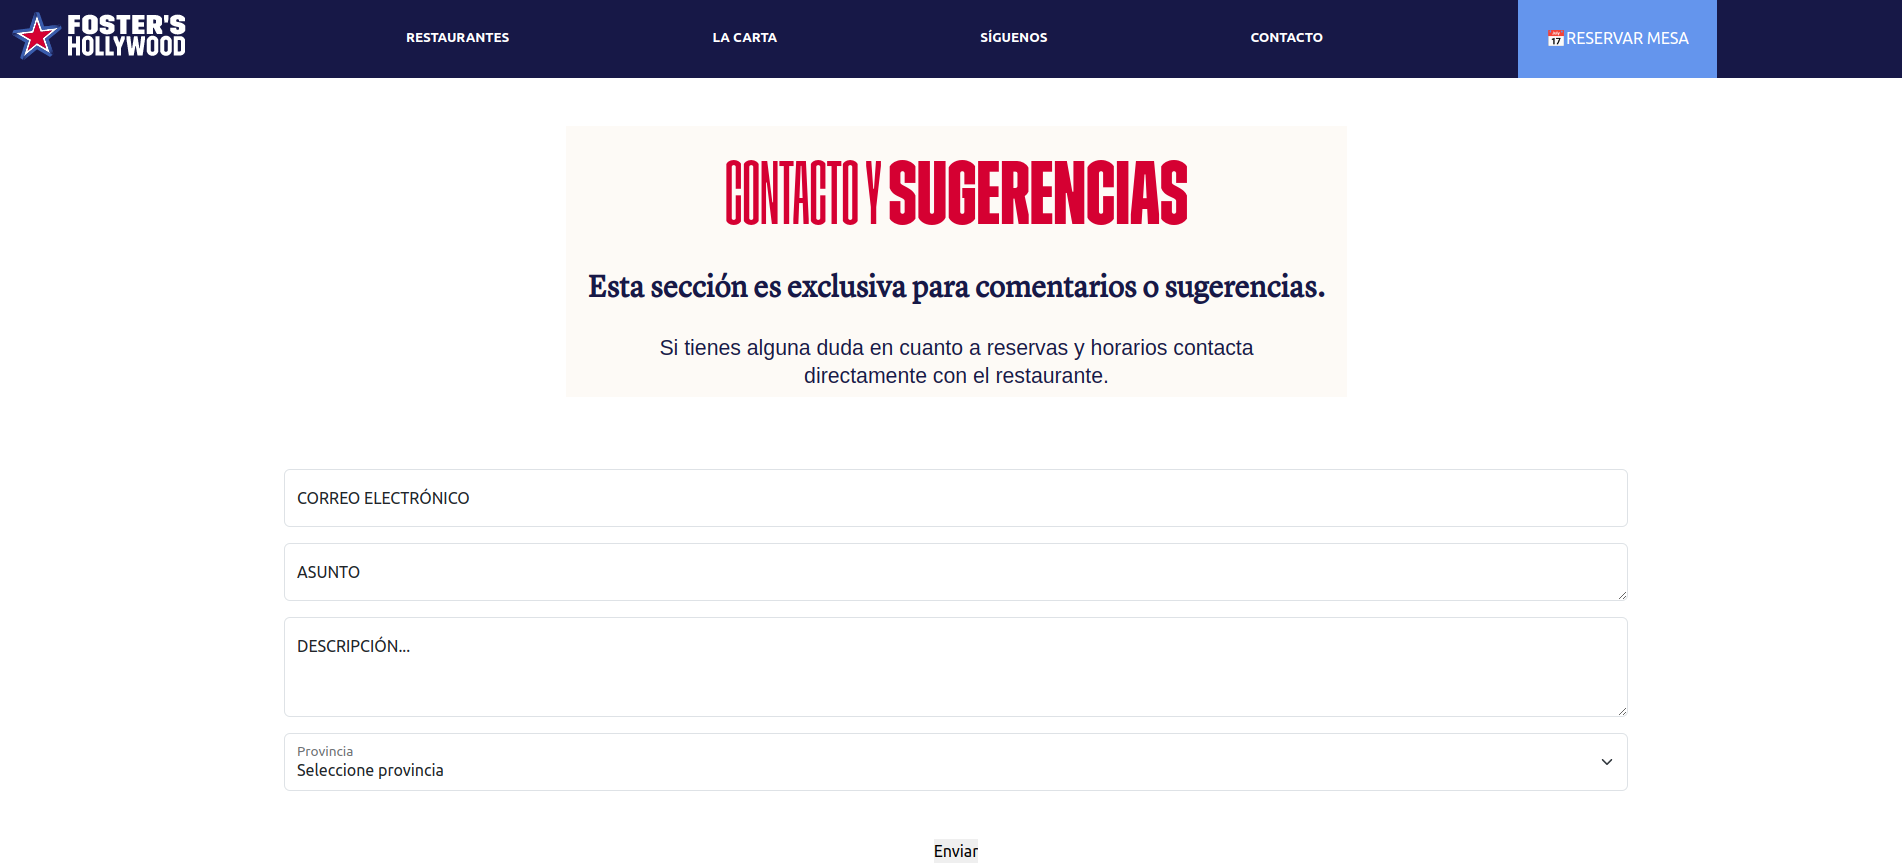 FOSTER'S
HOLLYWOOD
RESTAURANTES
LA CARTA
SÍGUENOS
CONTACTO
17 RESERVAR MESA
CONTACTO Y SUGERENCIAS
Esta sección es exclusiva para comentarios o sugerencias.
Si tienes alguna duda en cuanto a reservas y horarios contacta
directamente con el restaurante.
CORREO ELECTRÓNICO
ASUNTO
DESCRIPCIÓN...
Provincia
Seleccione provincia
Enviar